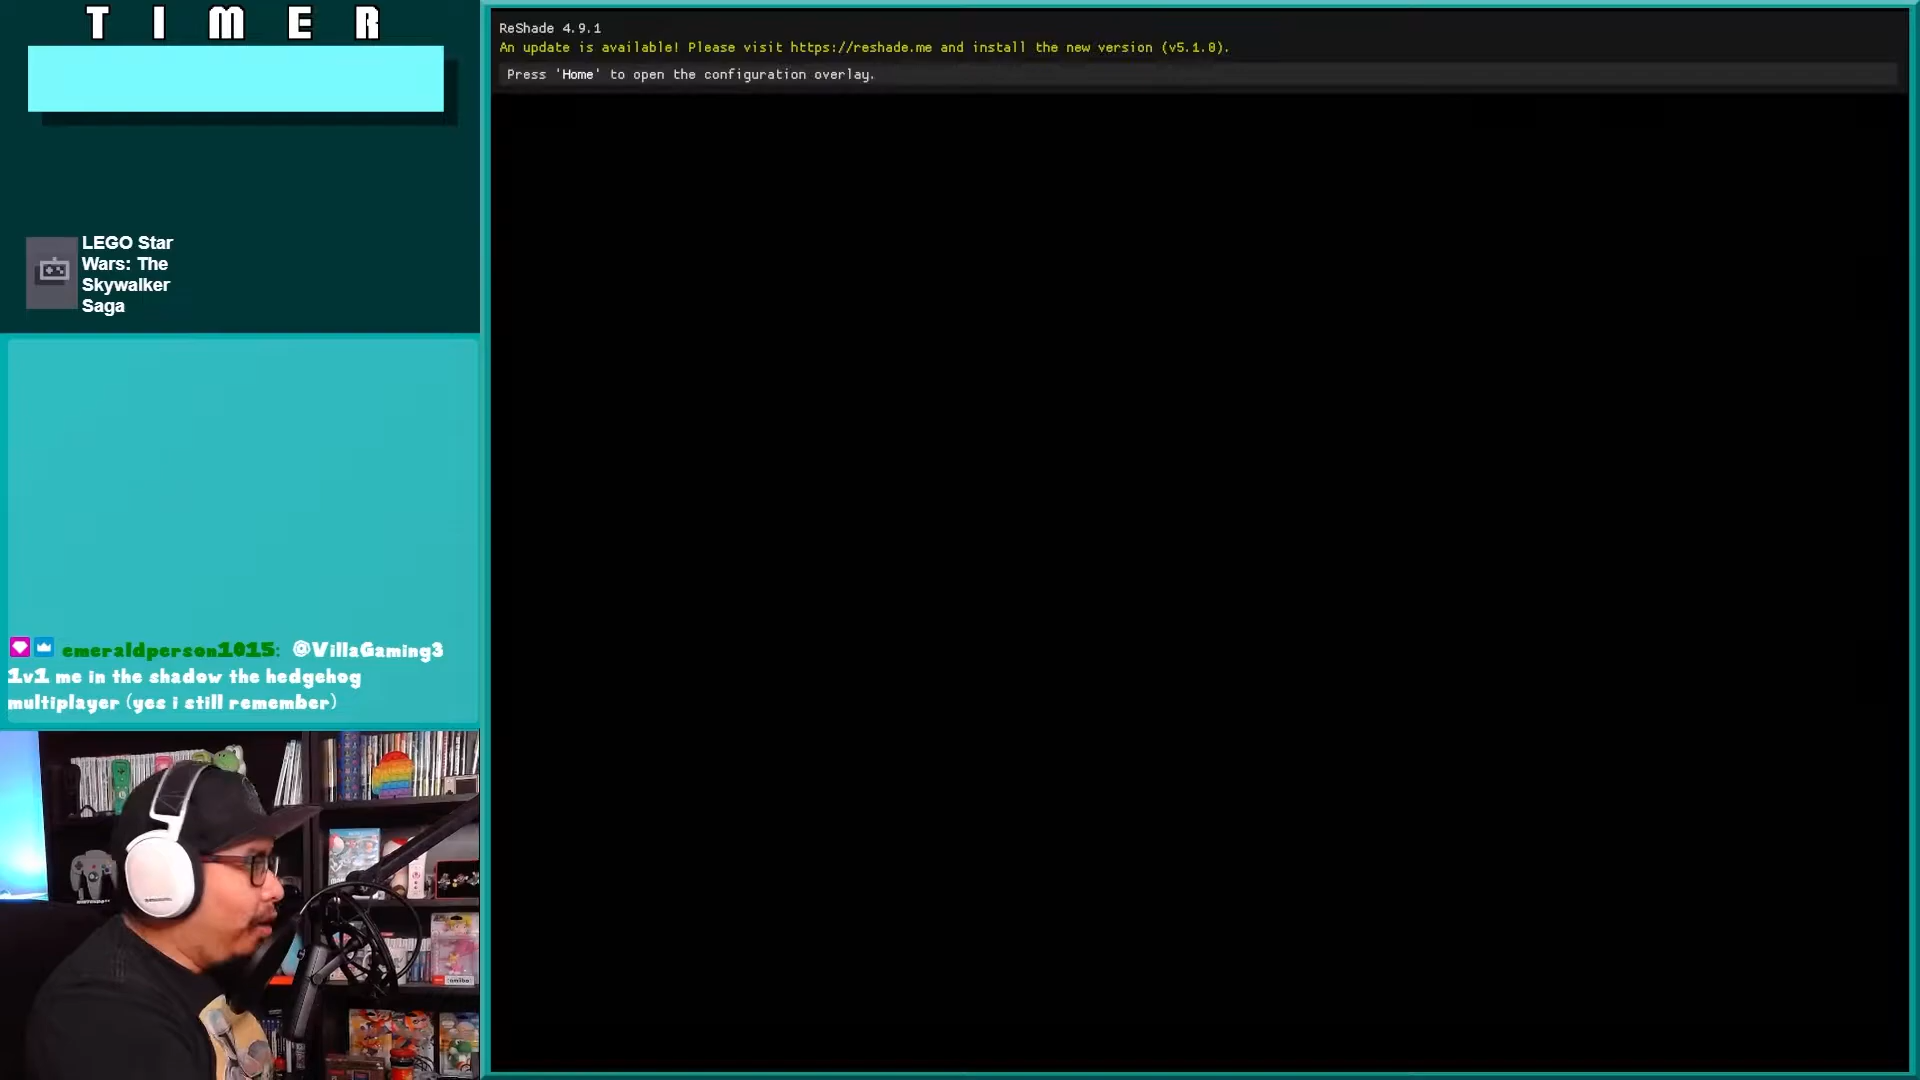 TIMER
ReShade 4.9.1
An update is available! Please visit https://reshade.me and install the new version (v5.1.0).
Press 'Home' to open the configuration overlay.
LEGO Star
Wars: The
Skywalker
Saga
emeraldperson1015: @VillaGaming3
1v1 me in the shadow the hedgehog
multiplayer (yes i still remember)
amiibo